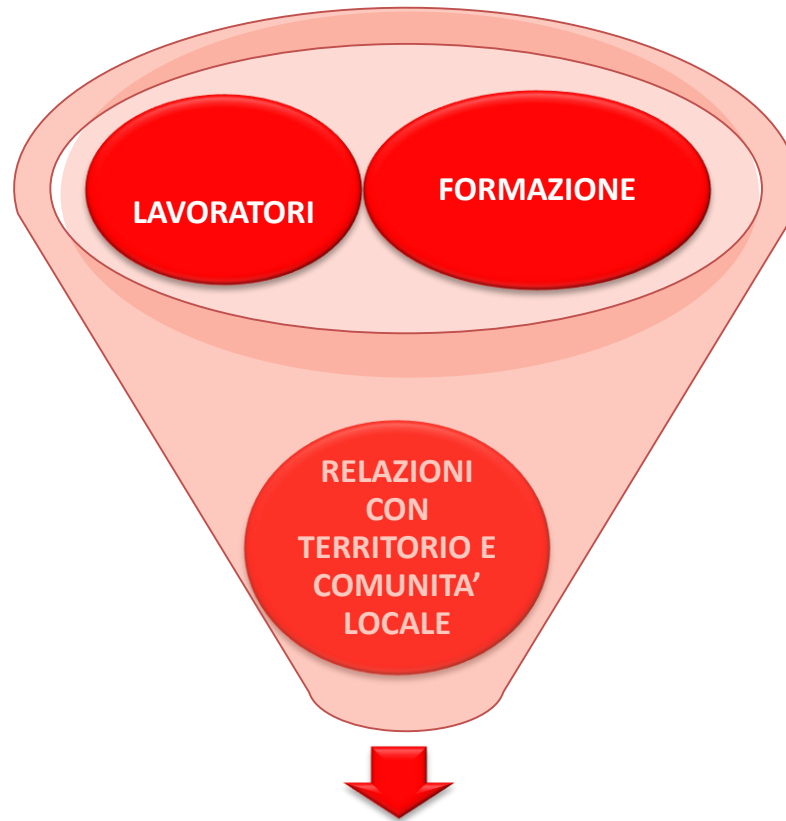 LAVORATORI
FORMAZIONE
RELAZIONI
CON
TERRITORIO E
COMUNITA’
LOCALE